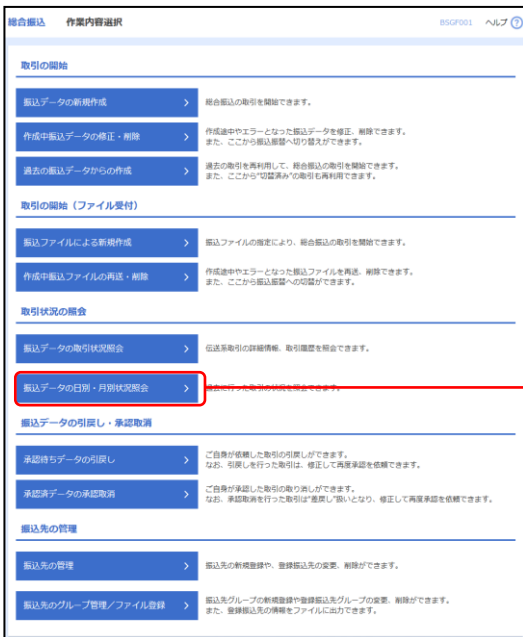 総合振込 作業内容選択 BSGF001 ヘルプ ?
取引の開始
振込データの新規作成 > 総合振込の取引を開始できます。
作成中振込データの修正・削除 > 作成途中やエラーとなった振込データを修正、削除できます。
また、ここから振込振替へ切り替えができます。
過去の振込データからの作成 > 過去の取引を再利用して、総合振込の取引を開始できます。
また、ここから“切替済み”の取引も再利用できます。
取引の開始（ファイル受付）
振込ファイルによる新規作成 > 振込ファイルの指定により、総合振込の取引を開始できます。
作成中振込ファイルの再送・削除 > 作成途中やエラーとなった振込ファイルを再送、削除できます。
また、ここから振込振替への切替ができます。
取引状況の照会
振込データの取引状況照会 > 伝送系取引の詳細情報、取引履歴を照会できます。
振込データの日別・月別状況照会 > 過去に行った取引の状況を照会できます。
振込データの引戻し・承認取消
承認待ちデータの引戻し > ご自身が依頼した取引の引戻しができます。
なお、引戻しを行った取引は、修正して再度承認を依頼できます。
承認済データの承認取消 > ご自身が承認した取引の取り消しができます。
なお、承認取消を行った取引は“差戻し”扱いとなり、修正して再度承認を依頼できます。
振込先の管理
振込先の管理 > 振込先の新規登録や、登録振込先の変更、削除ができます。
振込先のグループ管理／ファイル登録 > 振込先グループの新規登録や登録振込先グループの変更、削除ができます。
また、登録振込先の情報をファイルに出力できます。